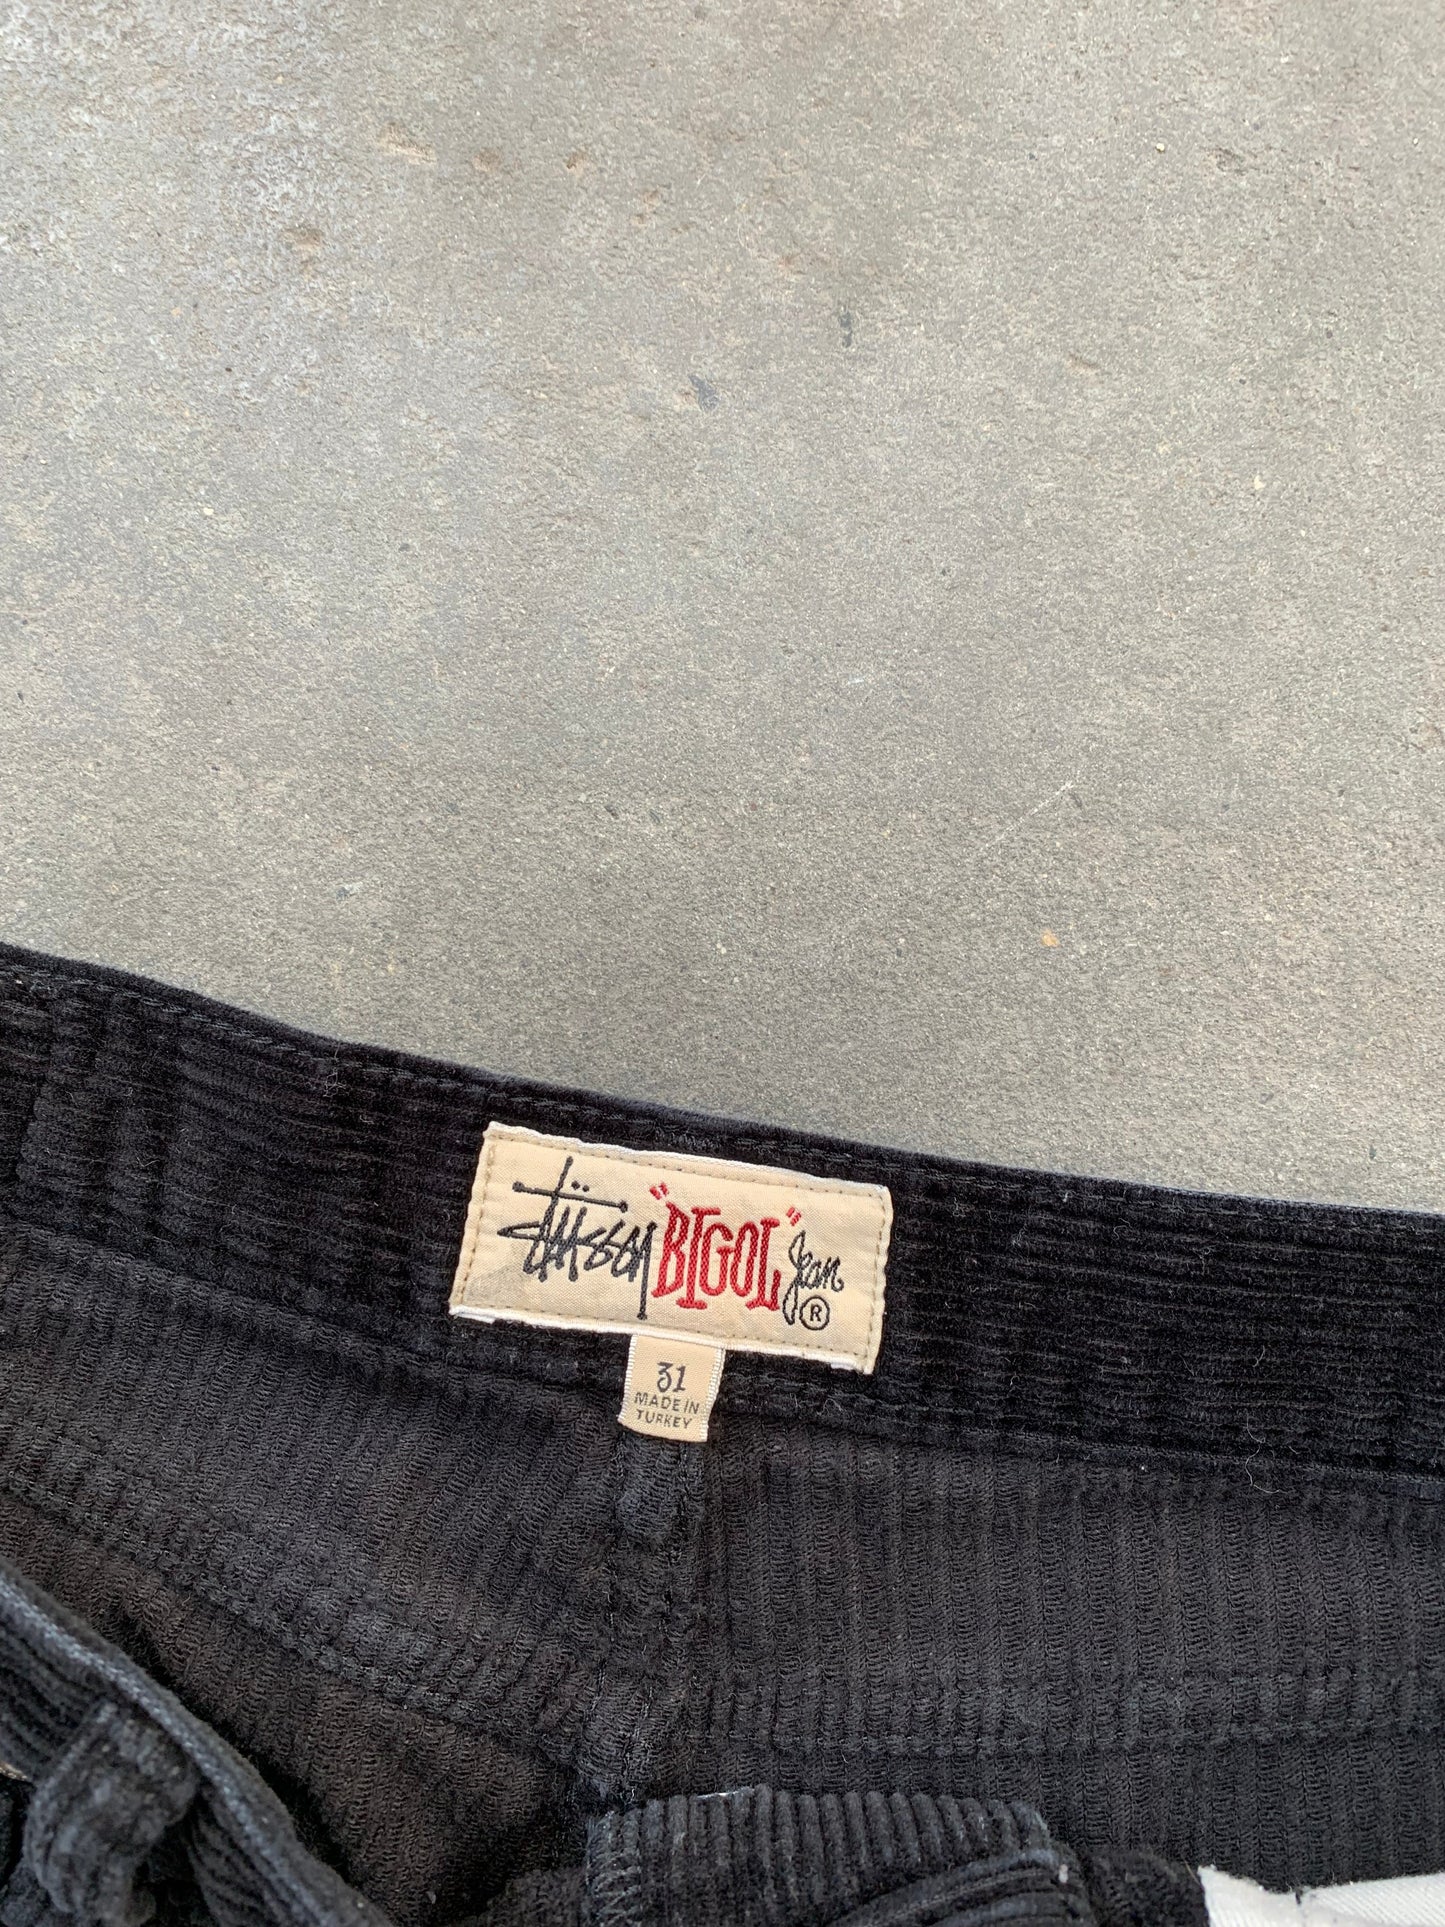 Stüssy "BIGOL" Jean ®
31
MADE IN
TURKEY